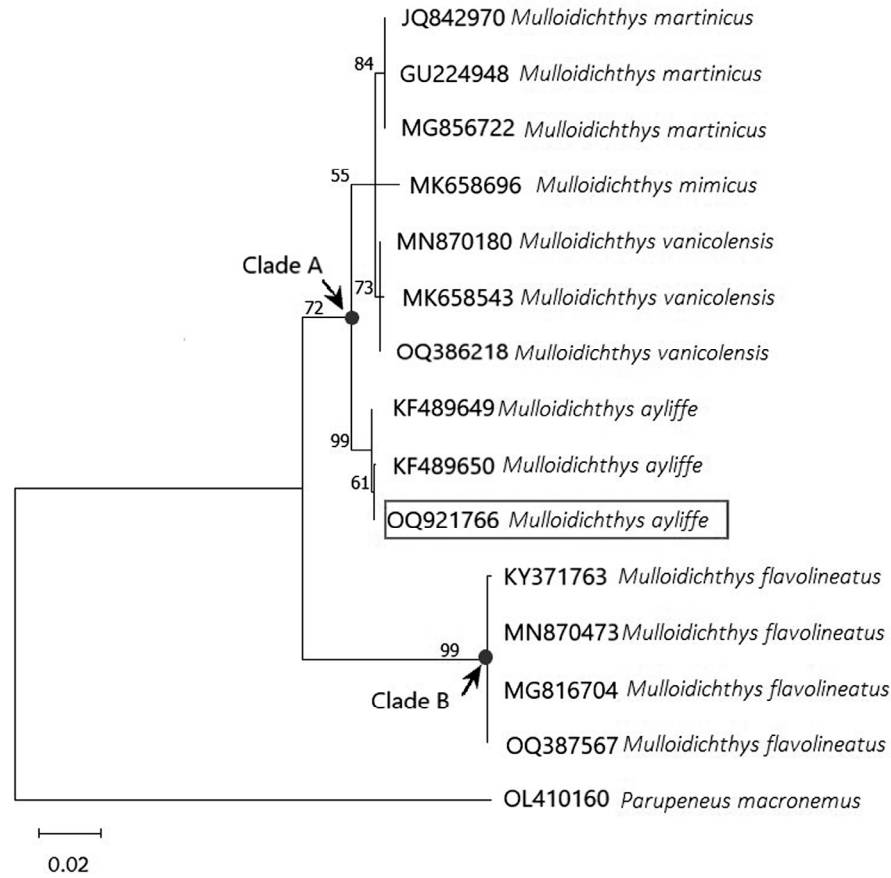 JQ842970 Mulloidichthys martinicus
84
GU224948 Mulloidichthys martinicus
MG856722 Mulloidichthys martinicus
55
MK658696 Mulloidichthys mimicus
MN870180 Mulloidichthys vanicolensis
Clade A
73
MK658543 Mulloidichthys vanicolensis
72
OQ386218 Mulloidichthys vanicolensis
KF489649 Mulloidichthys ayliffe
99
KF489650 Mulloidichthys ayliffe
61
OQ921766 Mulloidichthys ayliffe
KY371763 Mulloidichthys flavolineatus
MN870473 Mulloidichthys flavolineatus
99
MG816704 Mulloidichthys flavolineatus
Clade B
OQ387567 Mulloidichthys flavolineatus
OL410160 Parupeneus macronemus
0.02